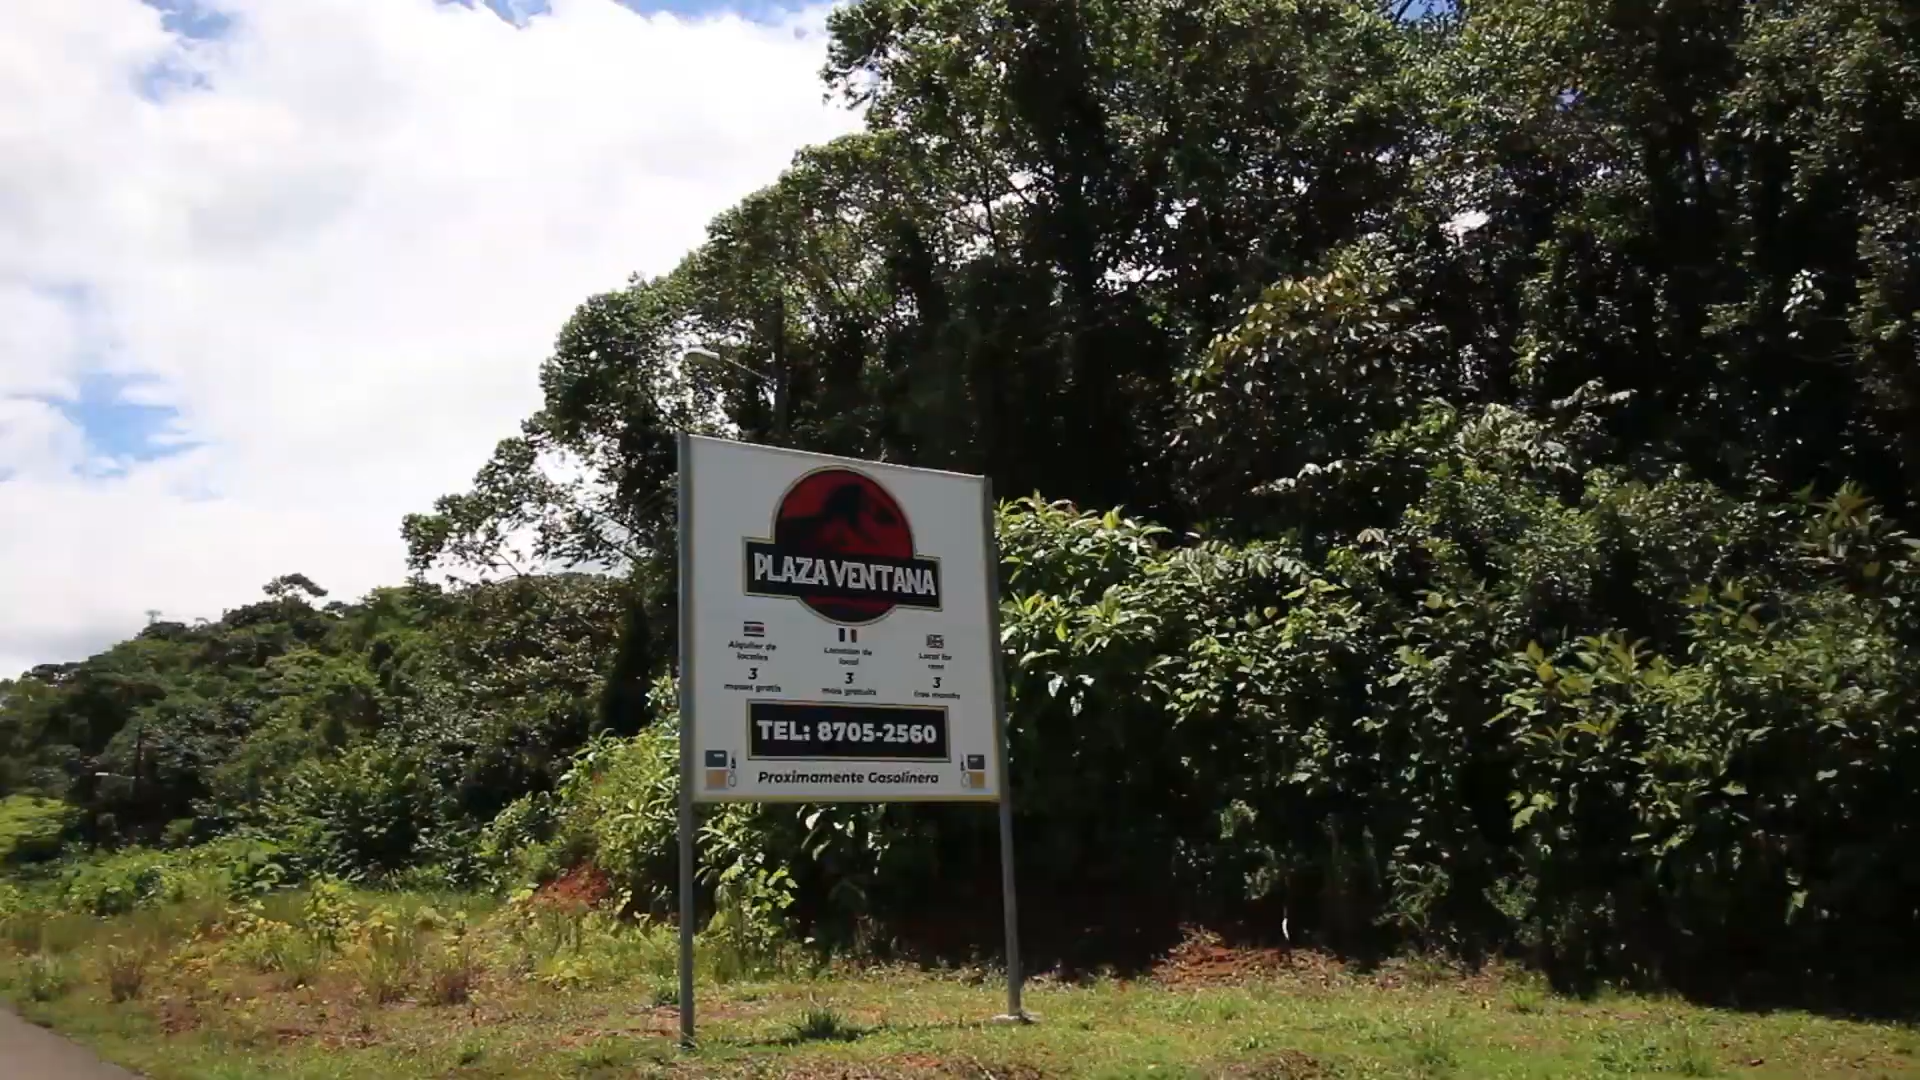 PLAZA VENTANA
Alquiler de
locales
3
meses gratis
Location de
local
3
mois gratuits
Local for
rent
3
free months
TEL: 8705-2560
Proximamente Gasolinera